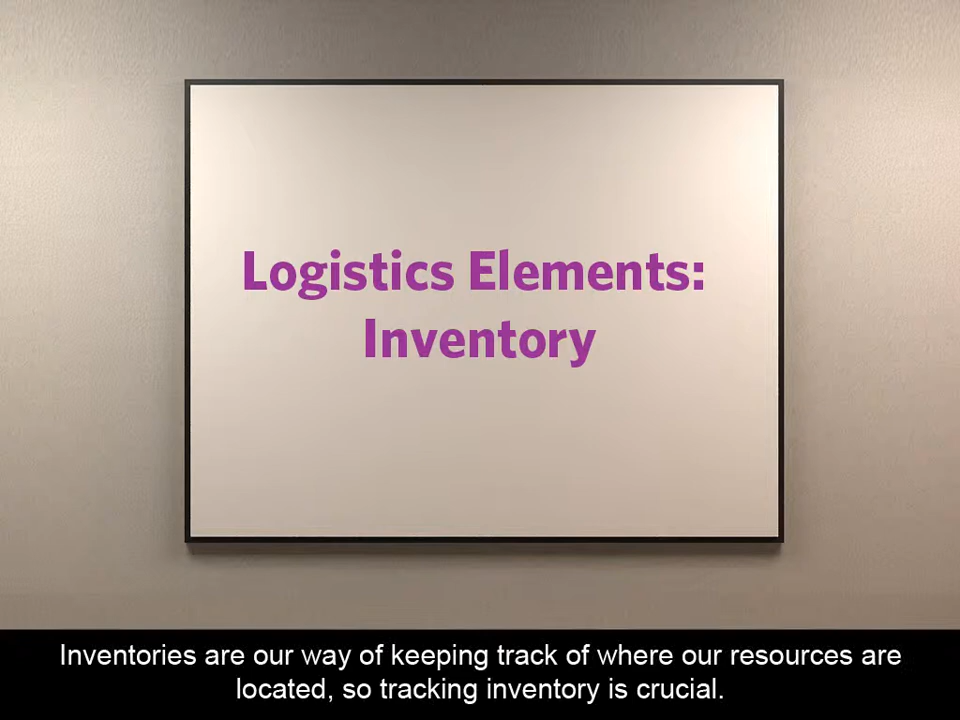 Logistics Elements:
Inventory
Inventories are our way of keeping track of where our resources are
located, so tracking inventory is crucial.